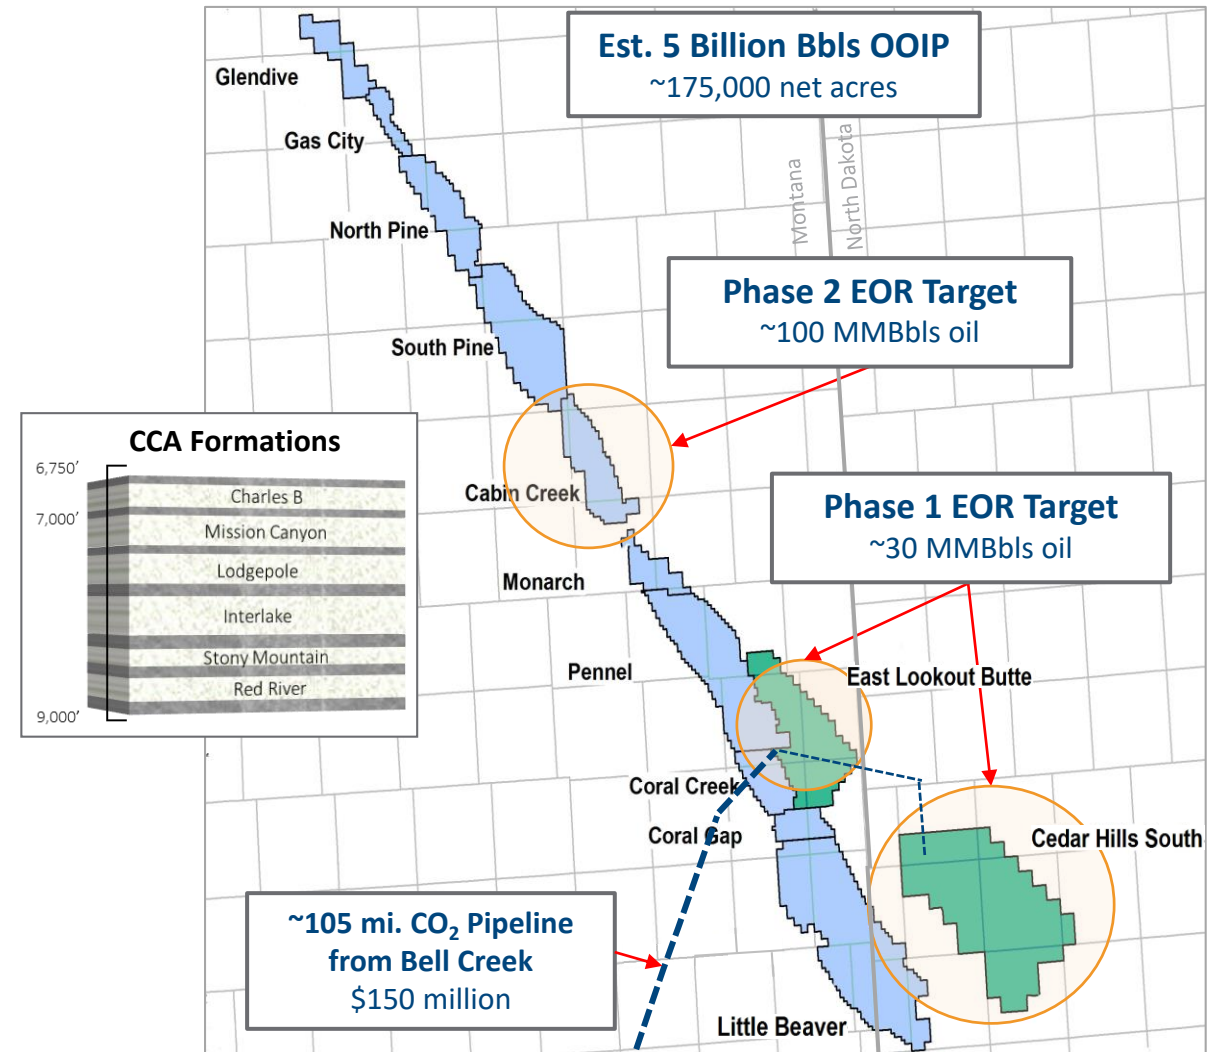 Est. 5 Billion Bbls OOIP
~175,000 net acres
Glendive
Gas City
Montana
North Dakota
North Pine
Phase 2 EOR Target
~100 MMBbls oil
South Pine
CCA Formations
6,750’
Charles B
7,000’
Mission Canyon
Lodgepole
Interlake
Stony Mountain
Red River
9,000’
Cabin Creek
Phase 1 EOR Target
~30 MMBbls oil
Monarch
Pennel
East Lookout Butte
Coral Creek
Coral Gap
Cedar Hills South
~105 mi. CO₂ Pipeline
from Bell Creek
$150 million
Little Beaver